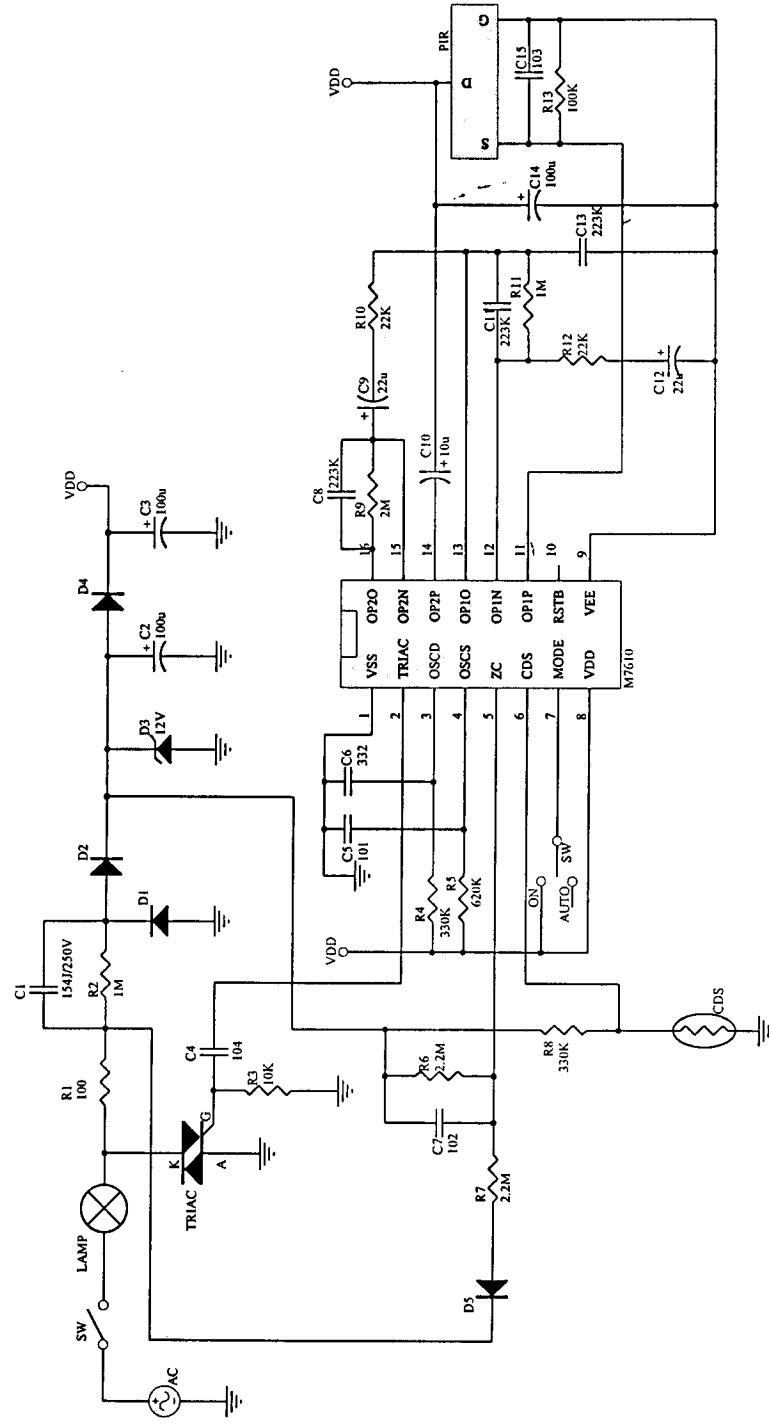 AC
SW
LAMP
TRIAC
K
A
G
R1
100
C1
154J/250V
R2
1M
D1
D2
D3
12V
C2
100u
D4
C3
100u
VDD
C4
104
R3
10K
D5
R7
2.2M
C7
102
R6
2.2M
R8
330K
CDS
VDD
R4
330K
R5
620K
C5
101
C6
332
ON
AUTO
SW
1
2
3
4
5
6
7
8
VSS
TRIAC
OSCD
OSCS
ZC
CDS
MODE
VDD
OP2O
OP2N
OP2P
OP1O
OP1N
OP1P
RSTB
VEE
M7610
16
15
14
13
12
11
10
9
C8
223K
R9
2M
C9
22u
+
R10
22K
C10
+10u
C11
223K
R11
1M
R12
22K
C12
22u
C13
223K
C14
100u
VDD
PIR
S
D
G
C15
103
R13
100K